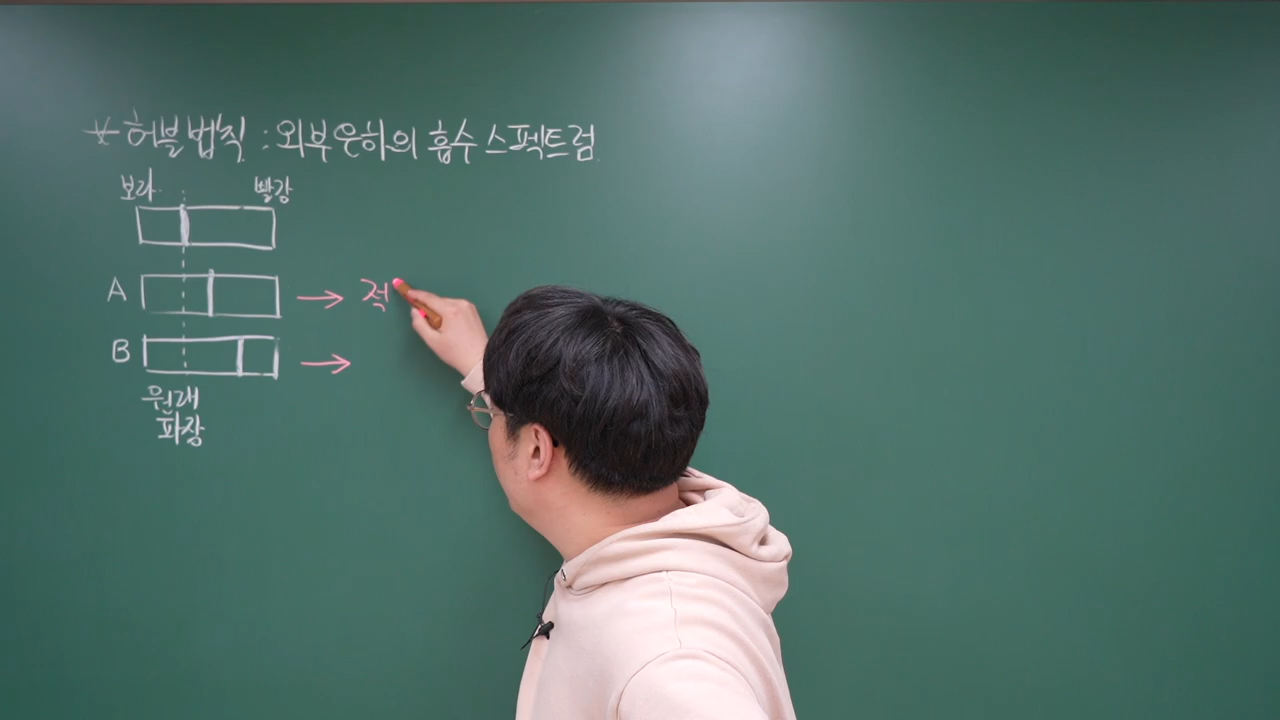 * 허블법칙 : 외부은하의 흡수 스펙트럼
보라 빨강
A → 적
B →
원래
파장